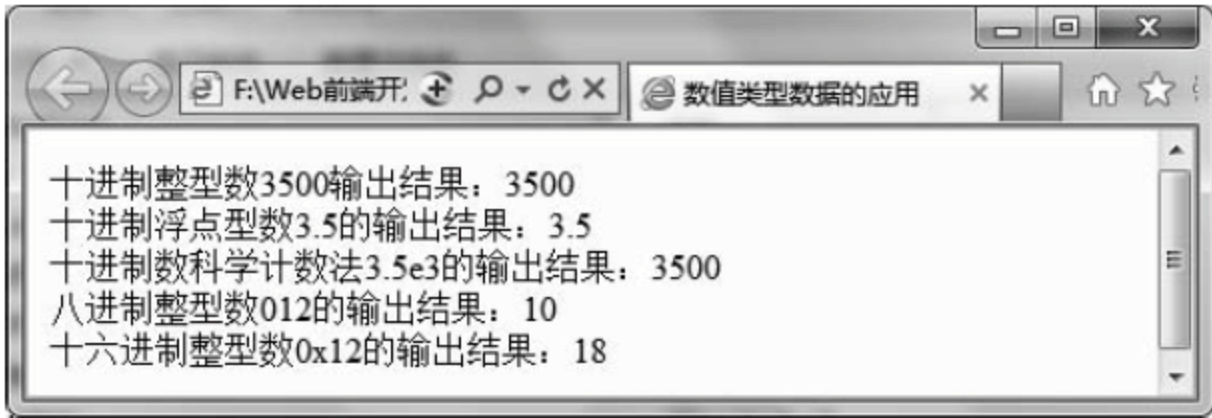 F:\Web前端开
数值类型数据的应用
十进制整型数3500输出结果：3500
十进制浮点型数3.5的输出结果：3.5
十进制数科学计数法3.5e3的输出结果：3500
八进制整型数012的输出结果：10
十六进制整型数0x12的输出结果：18